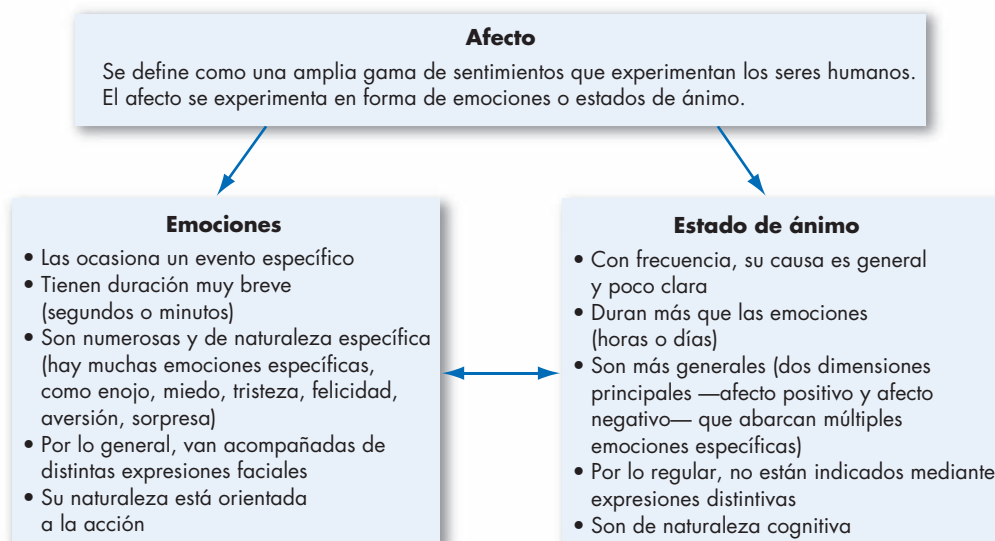 Afecto
Se define como una amplia gama de sentimientos que experimentan los seres humanos.
El afecto se experimenta en forma de emociones o estados de ánimo.
Emociones
• Las ocasiona un evento específico
• Tienen duración muy breve
(segundos o minutos)
• Son numerosas y de naturaleza específica
(hay muchas emociones específicas,
como enojo, miedo, tristeza, felicidad,
aversión, sorpresa)
• Por lo general, van acompañadas de
distintas expresiones faciales
• Su naturaleza está orientada
a la acción
Estado de ánimo
• Con frecuencia, su causa es general
y poco clara
• Duran más que las emociones
(horas o días)
• Son más generales (dos dimensiones
principales —afecto positivo y afecto
negativo— que abarcan múltiples
emociones específicas)
• Por lo regular, no están indicados mediante
expresiones distintivas
• Son de naturaleza cognitiva